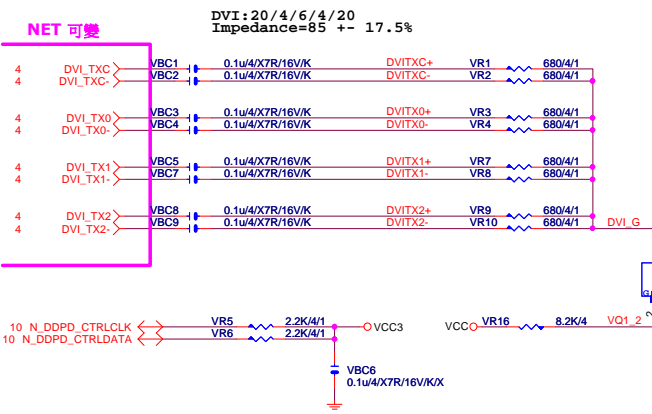 DVI:20/4/6/4/20
Impedance=85 +- 17.5%
NET 可變
4 DVI_TXC VBC1 0.1u/4/X7R/16V/K DVITXC+ VR1 680/4/1
4 DVI_TXC- VBC2 0.1u/4/X7R/16V/K DVITXC- VR2 680/4/1
4 DVI_TX0 VBC3 0.1u/4/X7R/16V/K DVITX0+ VR3 680/4/1
4 DVI_TX0- VBC4 0.1u/4/X7R/16V/K DVITX0- VR4 680/4/1
4 DVI_TX1 VBC5 0.1u/4/X7R/16V/K DVITX1+ VR7 680/4/1
4 DVI_TX1- VBC7 0.1u/4/X7R/16V/K DVITX1- VR8 680/4/1
4 DVI_TX2 VBC8 0.1u/4/X7R/16V/K DVITX2+ VR9 680/4/1
4 DVI_TX2- VBC9 0.1u/4/X7R/16V/K DVITX2- VR10 680/4/1 DVI_G
10 N_DDPD_CTRLCLK VR5 2.2K/4/1 VCC3 VCC VR16 8.2K/4 VQ1_2
10 N_DDPD_CTRLDATA VR6 2.2K/4/1
VBC6
0.1u/4/X7R/16V/K/X